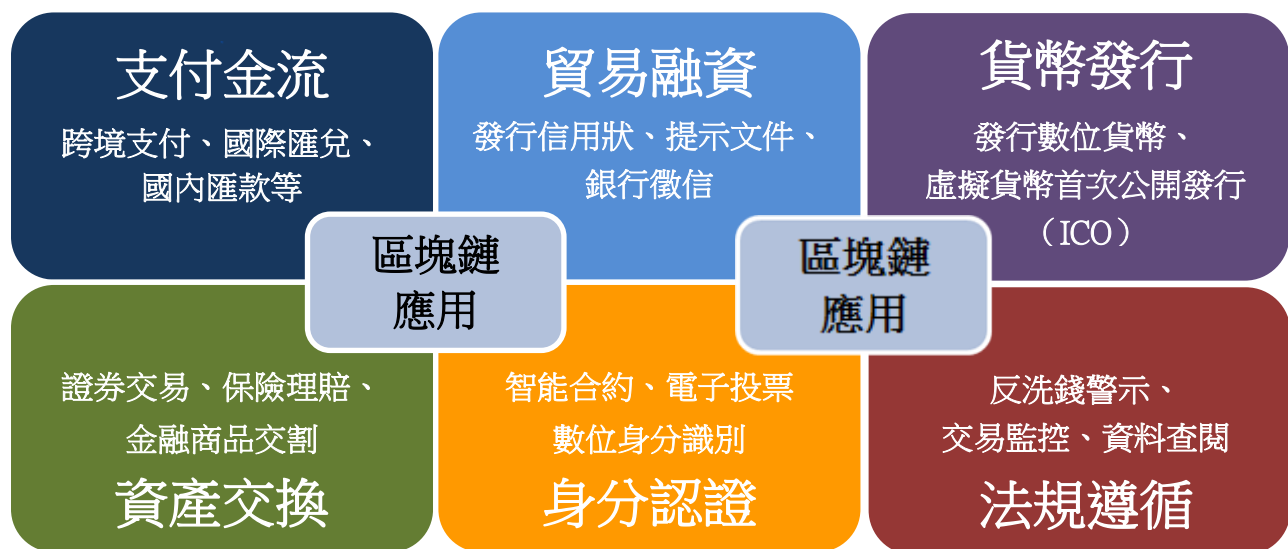 支付金流
跨境支付、國際匯兌、
國內匯款等
貿易融資
發行信用狀、提示文件、
銀行徵信
貨幣發行
發行數位貨幣、
虛擬貨幣首次公開發行
（ICO）
區塊鏈
應用
區塊鏈
應用
證券交易、保險理賠、
金融商品交割
資產交換
智能合約、電子投票
數位身分識別
身分認證
反洗錢警示、
交易監控、資料查閱
法規遵循